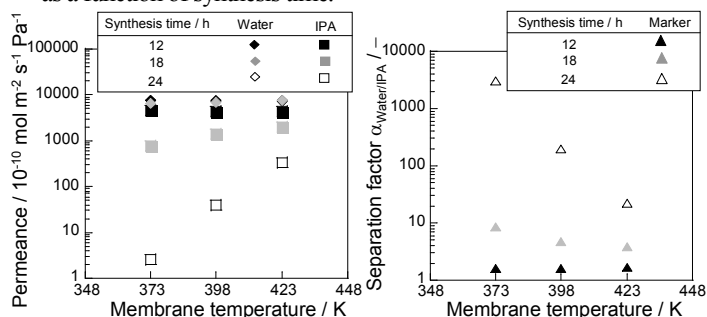 as a function of synthesis time.
Synthesis time / h Water IPA
12
18
24
100000
10000
1000
100
10
1
348 373 398 423 448
Membrane temperature / K
Permeance / 10⁻¹⁰ mol m⁻² s⁻¹ Pa⁻¹
Synthesis time / h Marker
12
18
24
10000
1000
100
10
1
348 373 398 423 448
Membrane temperature / K
Separation factor α_Water/IPA / –